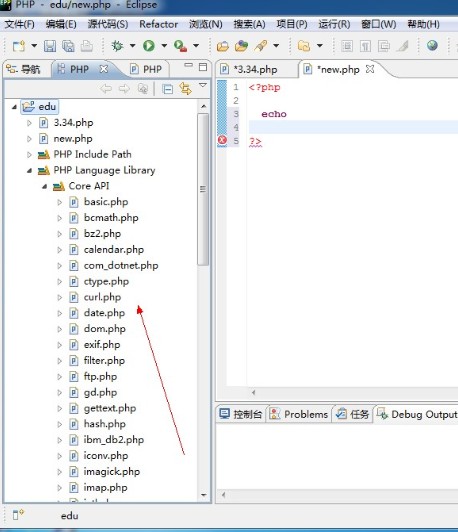 PHP - edu/new.php - Eclipse
文件(F) 编辑(E) 源代码(S) Refactor 浏览(N) 搜索(A) 项目(P) 运行(R) 窗口(W) 帮助(H)
导航 PHP PHP
*3.34.php *new.php
edu
3.34.php
new.php
PHP Include Path
PHP Language Library
Core API
basic.php
bcmath.php
bz2.php
calendar.php
com_dotnet.php
ctype.php
curl.php
date.php
dom.php
exif.php
filter.php
ftp.php
gd.php
gettext.php
hash.php
ibm_db2.php
iconv.php
imagick.php
imap.php
1 <?php
2
3 echo
4
5 ?>
控制台 Problems 任务 Debug Output
edu